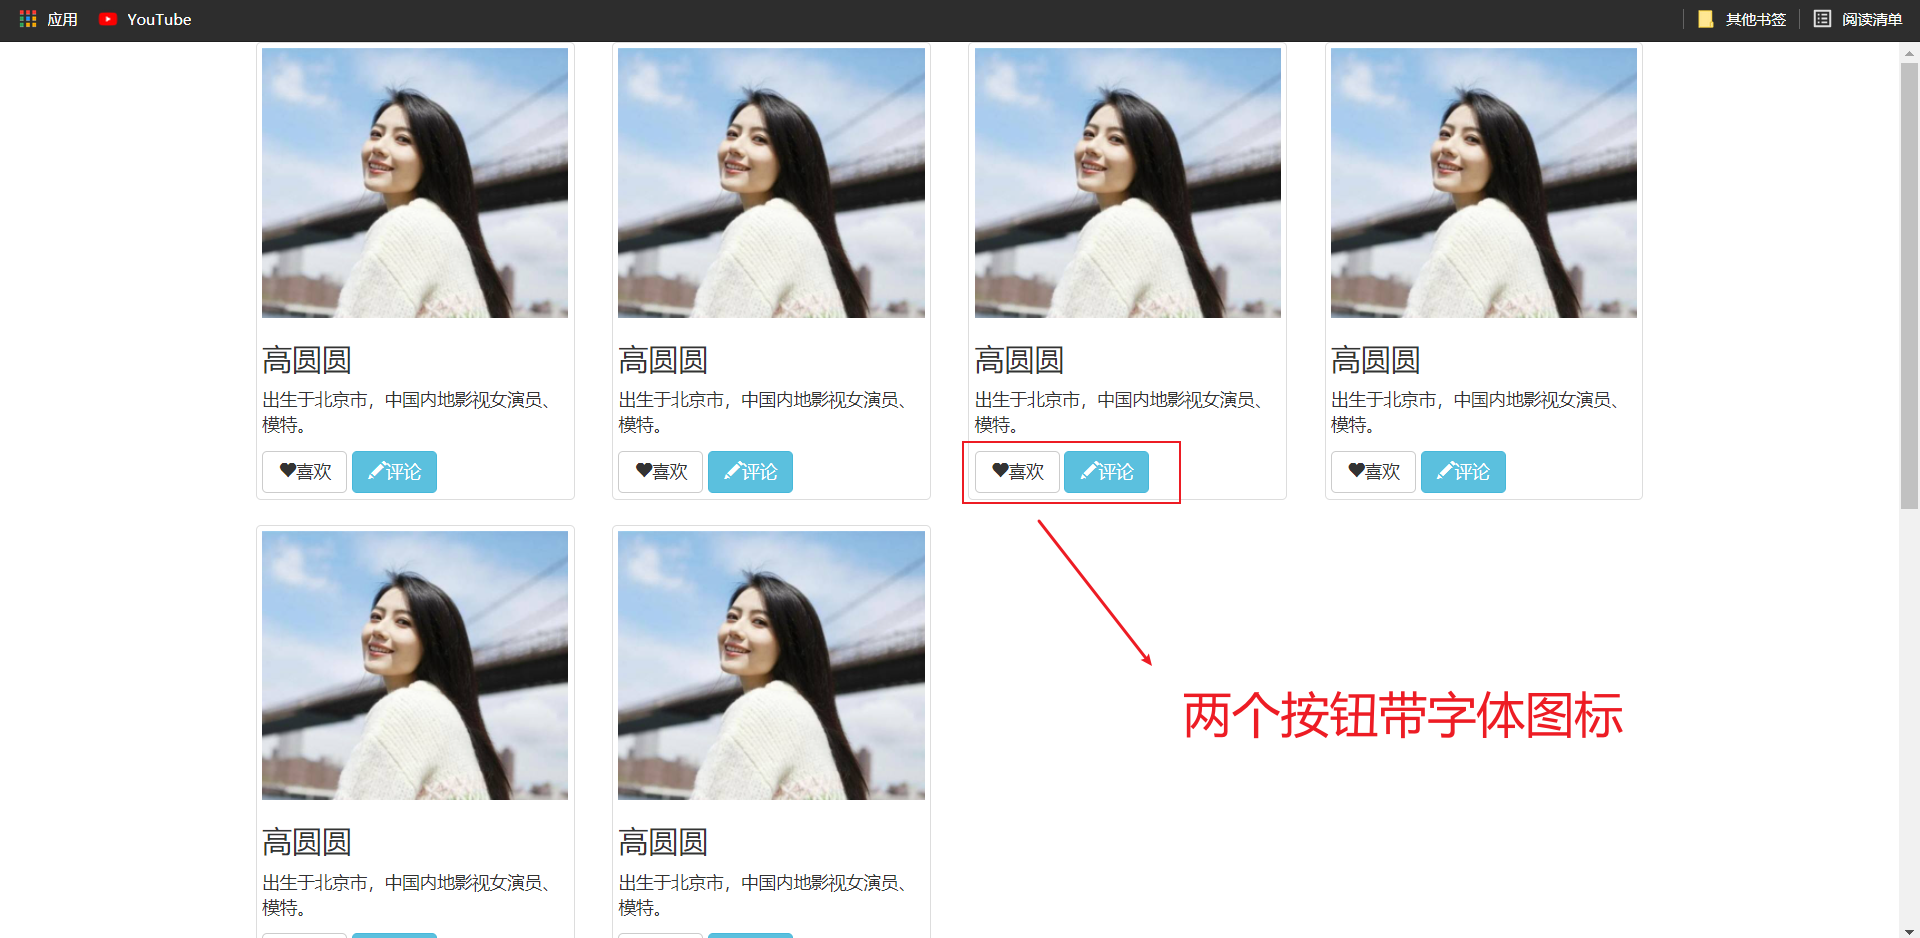 应用 YouTube 其他书签 阅读清单
高圆圆 高圆圆 高圆圆 高圆圆
出生于北京市，中国内地影视女演员、 出生于北京市，中国内地影视女演员、 出生于北京市，中国内地影视女演员、 出生于北京市，中国内地影视女演员、
模特。 模特。 模特。 模特。
喜欢 评论 喜欢 评论 喜欢 评论 喜欢 评论
两个按钮带字体图标
高圆圆 高圆圆
出生于北京市，中国内地影视女演员、 出生于北京市，中国内地影视女演员、
模特。 模特。